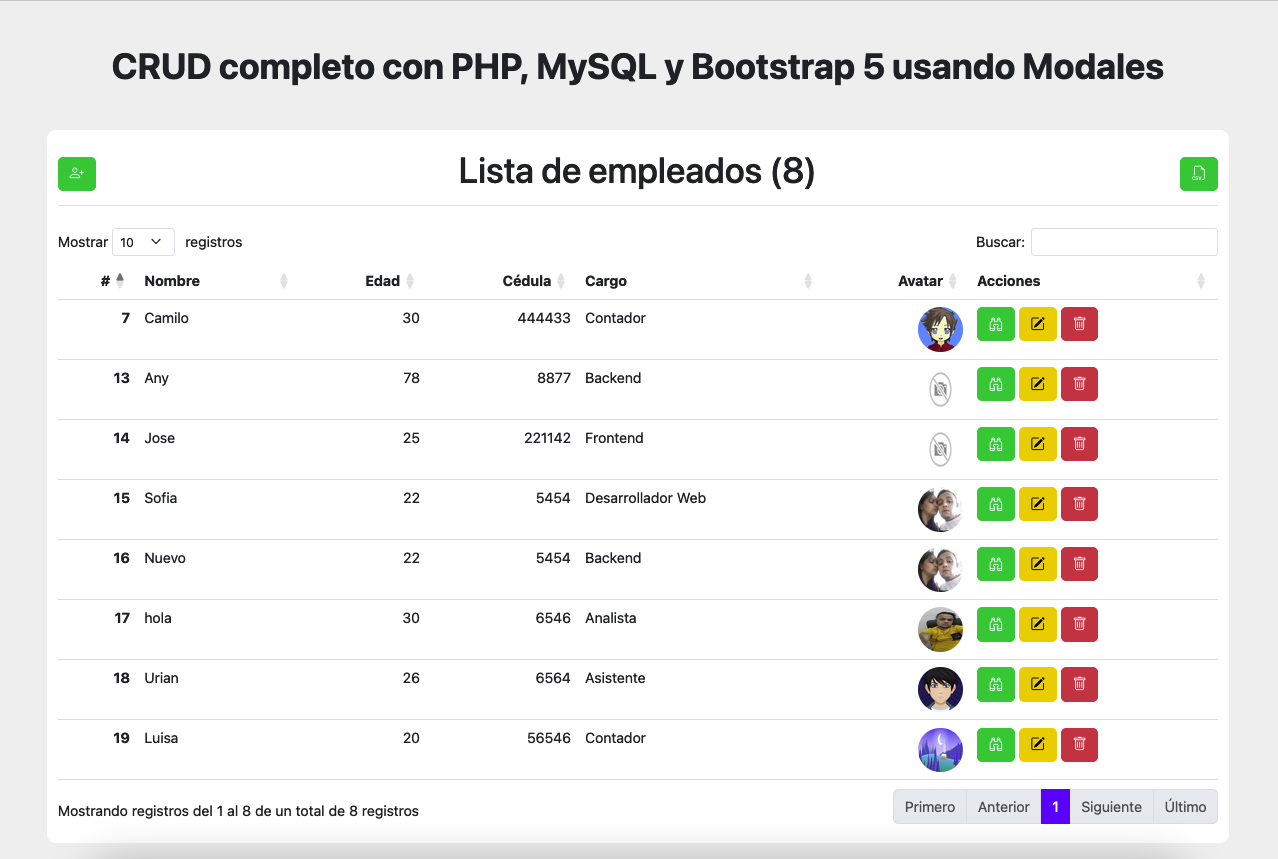 CRUD completo con PHP, MySQL y Bootstrap 5 usando Modales
Lista de empleados (8)
CSV
Mostrar 10 registros Buscar:
# Nombre Edad Cédula Cargo Avatar Acciones
7 Camilo 30 444433 Contador
13 Any 78 8877 Backend
14 Jose 25 221142 Frontend
15 Sofia 22 5454 Desarrollador Web
16 Nuevo 22 5454 Backend
17 hola 30 6546 Analista
18 Urian 26 6564 Asistente
19 Luisa 20 56546 Contador
Mostrando registros del 1 al 8 de un total de 8 registros Primero Anterior 1 Siguiente Último